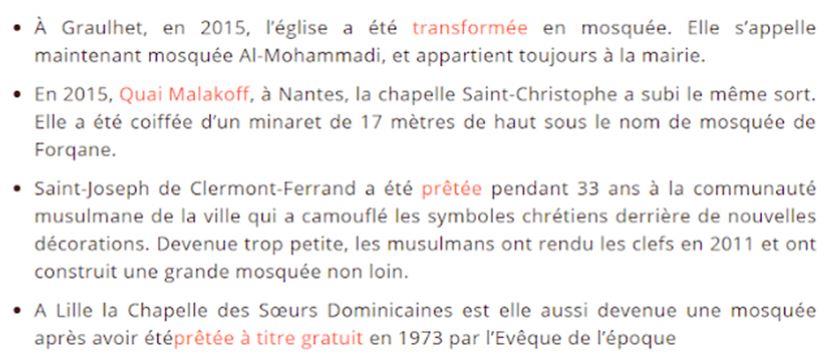 • À Graulhet, en 2015, l’église a été transformée en mosquée. Elle s’appelle
maintenant mosquée Al-Mohammadi, et appartient toujours à la mairie.
• En 2015, Quai Malakoff, à Nantes, la chapelle Saint-Christophe a subi le même sort.
Elle a été coiffée d’un minaret de 17 mètres de haut sous le nom de mosquée de
Forqane.
• Saint-Joseph de Clermont-Ferrand a été prêtée pendant 33 ans à la communauté
musulmane de la ville qui a camouflé les symboles chrétiens derrière de nouvelles
décorations. Devenue trop petite, les musulmans ont rendu les clefs en 2011 et ont
construit une grande mosquée non loin.
• A Lille la Chapelle des Sœurs Dominicaines est elle aussi devenue une mosquée
après avoir étéprêtée à titre gratuit en 1973 par l’Evêque de l’époque